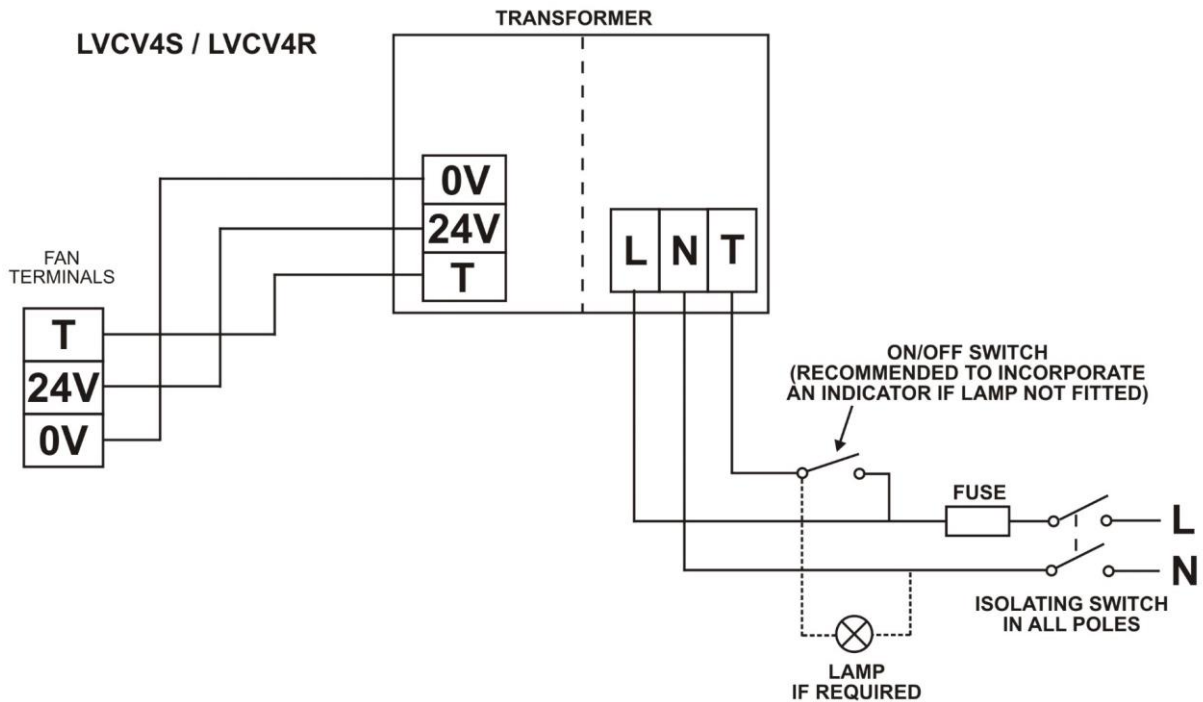 TRANSFORMER
LVCV4S / LVCV4R
0V
24V
T
L N T
FAN
TERMINALS
T
24V
0V
ON/OFF SWITCH
(RECOMMENDED TO INCORPORATE
AN INDICATOR IF LAMP NOT FITTED)
FUSE
L
N
ISOLATING SWITCH
IN ALL POLES
LAMP
IF REQUIRED